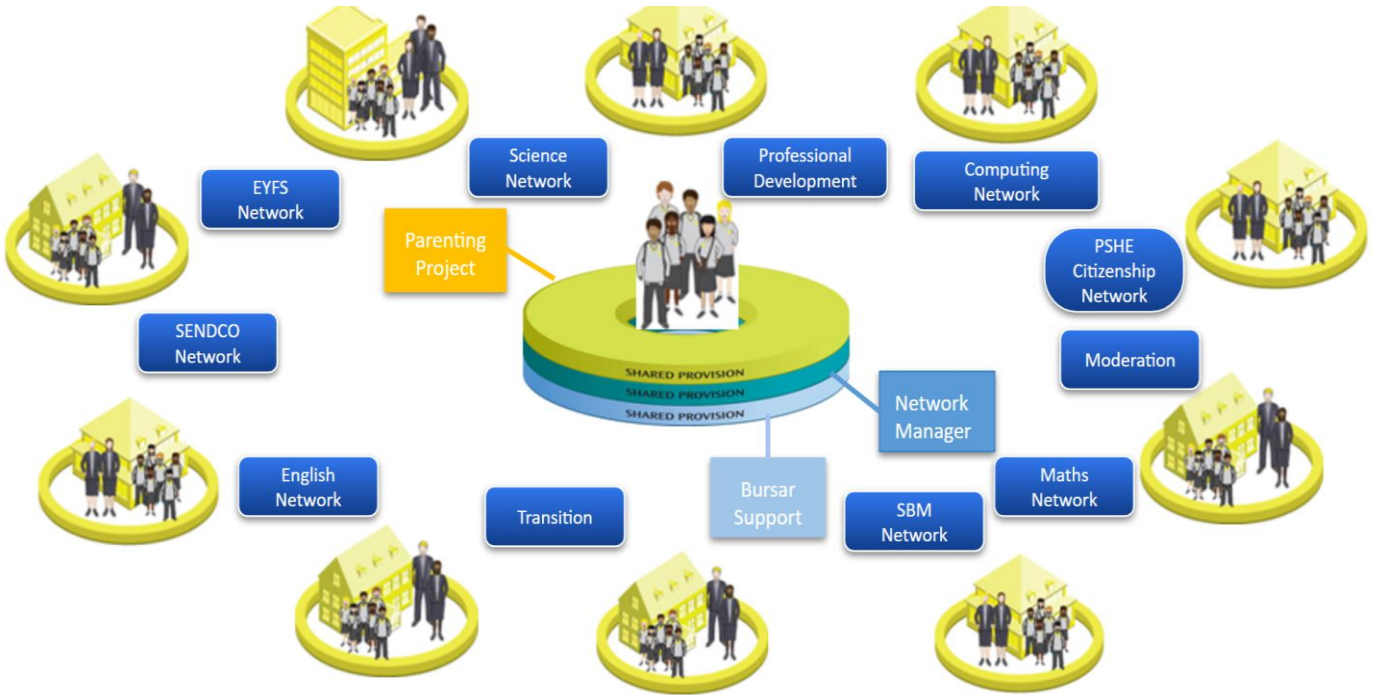 Science
Network
Professional
Development
Computing
Network
EYFS
Network
Parenting
Project
PSHE
Citizenship
Network
SENDCO
Network
Moderation
SHARED PROVISION
SHARED PROVISION
SHARED PROVISION
Network
Manager
English
Network
Transition
Bursar
Support
SBM
Network
Maths
Network